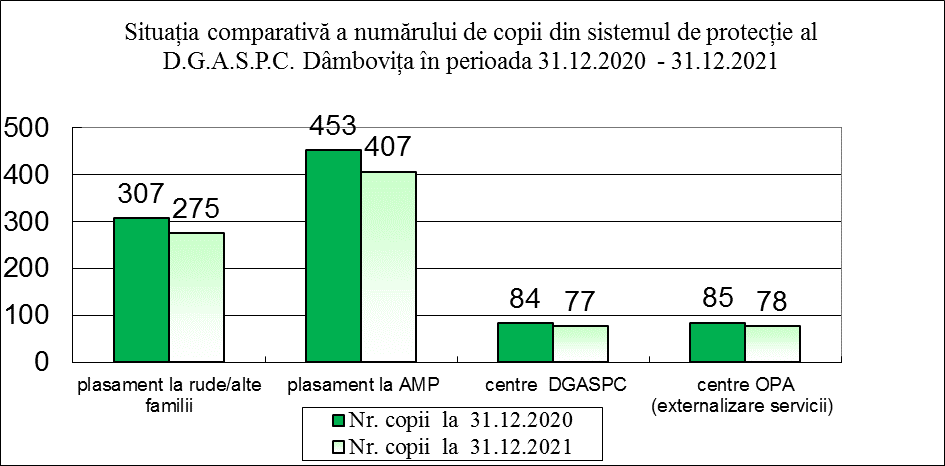 Situația comparativă a numărului de copii din sistemul de protecție al
D.G.A.S.P.C. Dâmbovița în perioada 31.12.2020 - 31.12.2021
500
400
300
200
100
0
307
275
453
407
84
77
85
78
plasament la rude/alte
familii
plasament la AMP
centre DGASPC
centre OPA
(externalizare servicii)
Nr. copii la 31.12.2020
Nr. copii la 31.12.2021